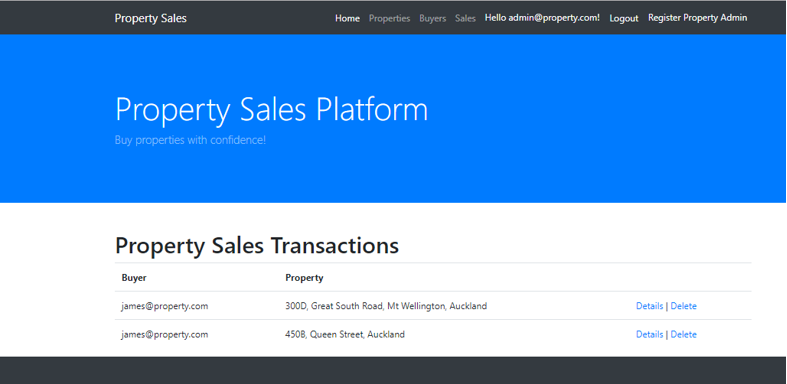 Property Sales Home Properties Buyers Sales Hello admin@property.com! Logout Register Property Admin
Property Sales Platform
Buy properties with confidence!
Property Sales Transactions
Buyer Property
james@property.com 300D, Great South Road, Mt Wellington, Auckland Details | Delete
james@property.com 450B, Queen Street, Auckland Details | Delete